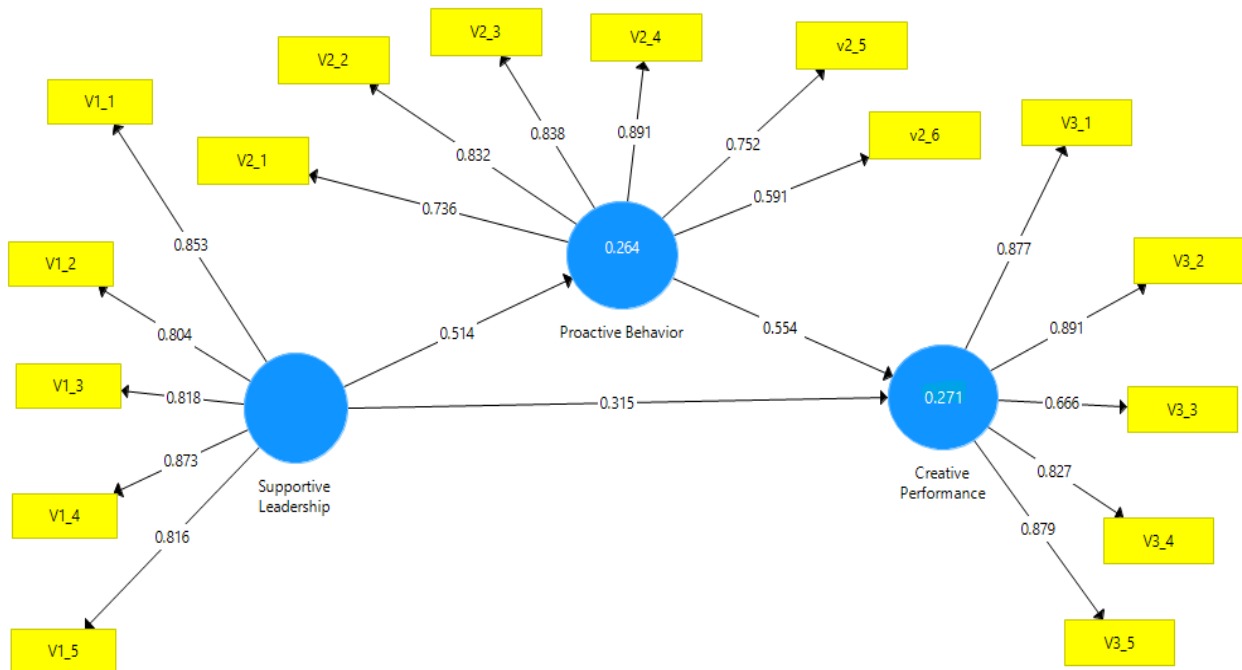 V1_1
V1_2
V1_3
V1_4
V1_5
0.853
0.804
0.818
0.873
0.816
Supportive
Leadership
V2_1
V2_2
V2_3
V2_4
v2_5
v2_6
0.736
0.832
0.838
0.891
0.752
0.591
0.264
Proactive Behavior
0.514
0.554
0.315
0.271
Creative
Performance
0.877
0.891
0.666
0.827
0.879
V3_1
V3_2
V3_3
V3_4
V3_5